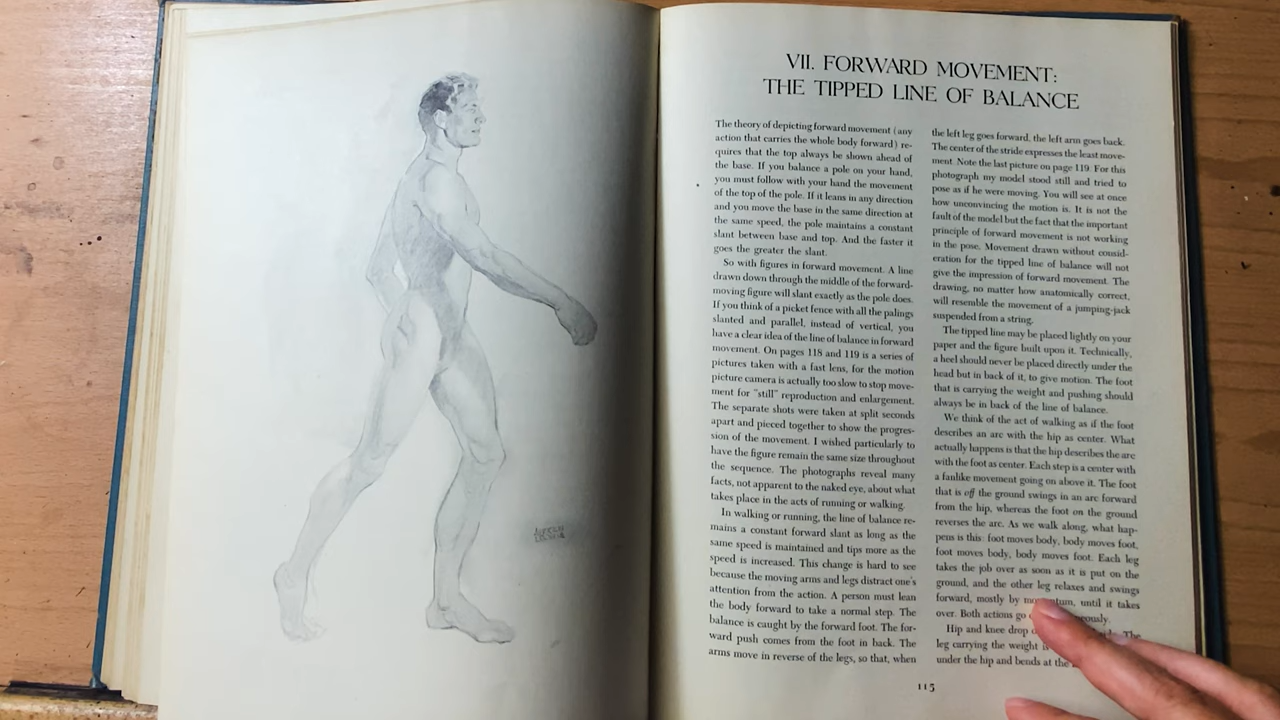 VII. FORWARD MOVEMENT:
THE TIPPED LINE OF BALANCE
The theory of depicting forward movement (any
action that carries the whole body forward) re-
quires that the top always be shown ahead of
the base. If you balance a pole on your hand,
you must follow with your hand the movement
of the top of the pole. If it leans in any direction
and you move the base in the same direction at
the same speed, the pole maintains a constant
slant between base and top. And the faster it
goes the greater the slant.
So with figures in forward movement. A line
drawn down through the middle of the forward-
moving figure will slant exactly as the pole does.
If you think of a picket fence with all the palings
slanted and parallel, instead of vertical, you
have a clear idea of the line of balance in forward
movement. On pages 118 and 119 is a series of
pictures taken with a fast lens, for the motion
picture camera is actually too slow to stop move-
ment for "still" reproduction and enlargement.
The separate shots were taken at split seconds
apart and pieced together to show the progres-
sion of the movement. I wished particularly to
have the figure remain the same size throughout
the sequence. The photographs reveal many
facts, not apparent to the naked eye, about what
takes place in the acts of running or walking.
In walking or running, the line of balance re-
mains a constant forward slant as long as the
same speed is maintained and tips more as the
speed is increased. This change is hard to see
because the moving arms and legs distract one's
attention from the action. A person must lean
the body forward to take a normal step. The
balance is caught by the forward foot. The for-
ward push comes from the foot in back. The
arms move in reverse of the legs, so that, when
the left leg goes forward, the left arm goes back.
The center of the stride expresses the least move-
ment. Note the last picture on page 119. For this
photograph my model stood still and tried to
pose as if he were moving. You will see at once
how unconvincing the motion is. It is not the
fault of the model but the fact that the important
principle of forward movement is not working
in the pose. Movement drawn without consid-
eration for the tipped line of balance will not
give the impression of forward movement. The
drawing, no matter how anatomically correct,
will resemble the movement of a jumping-jack
suspended from a string.
The tipped line may be placed lightly on your
paper and the figure built upon it. Technically,
a heel should never be placed directly under the
head but in back of it, to give motion. The foot
that is carrying the weight and pushing should
always be in back of the line of balance.
We think of the act of walking as if the foot
describes an arc with the hip as center. What
actually happens is that the hip describes the arc
with the foot as center. Each step is a center with
a fanlike movement going on above it. The foot
that is off the ground swings in an arc forward
from the hip, whereas the foot on the ground
reverses the arc. As we walk along, what hap-
pens is this: foot moves body, body moves foot,
foot moves body, body moves foot. Each leg
takes the job over as soon as it is put on the
ground, and the other leg relaxes and swings
forward, mostly by until it takes
over. Both actions go
Hip and knee drop The
leg carrying the weight is
under the hip and bends at the
115